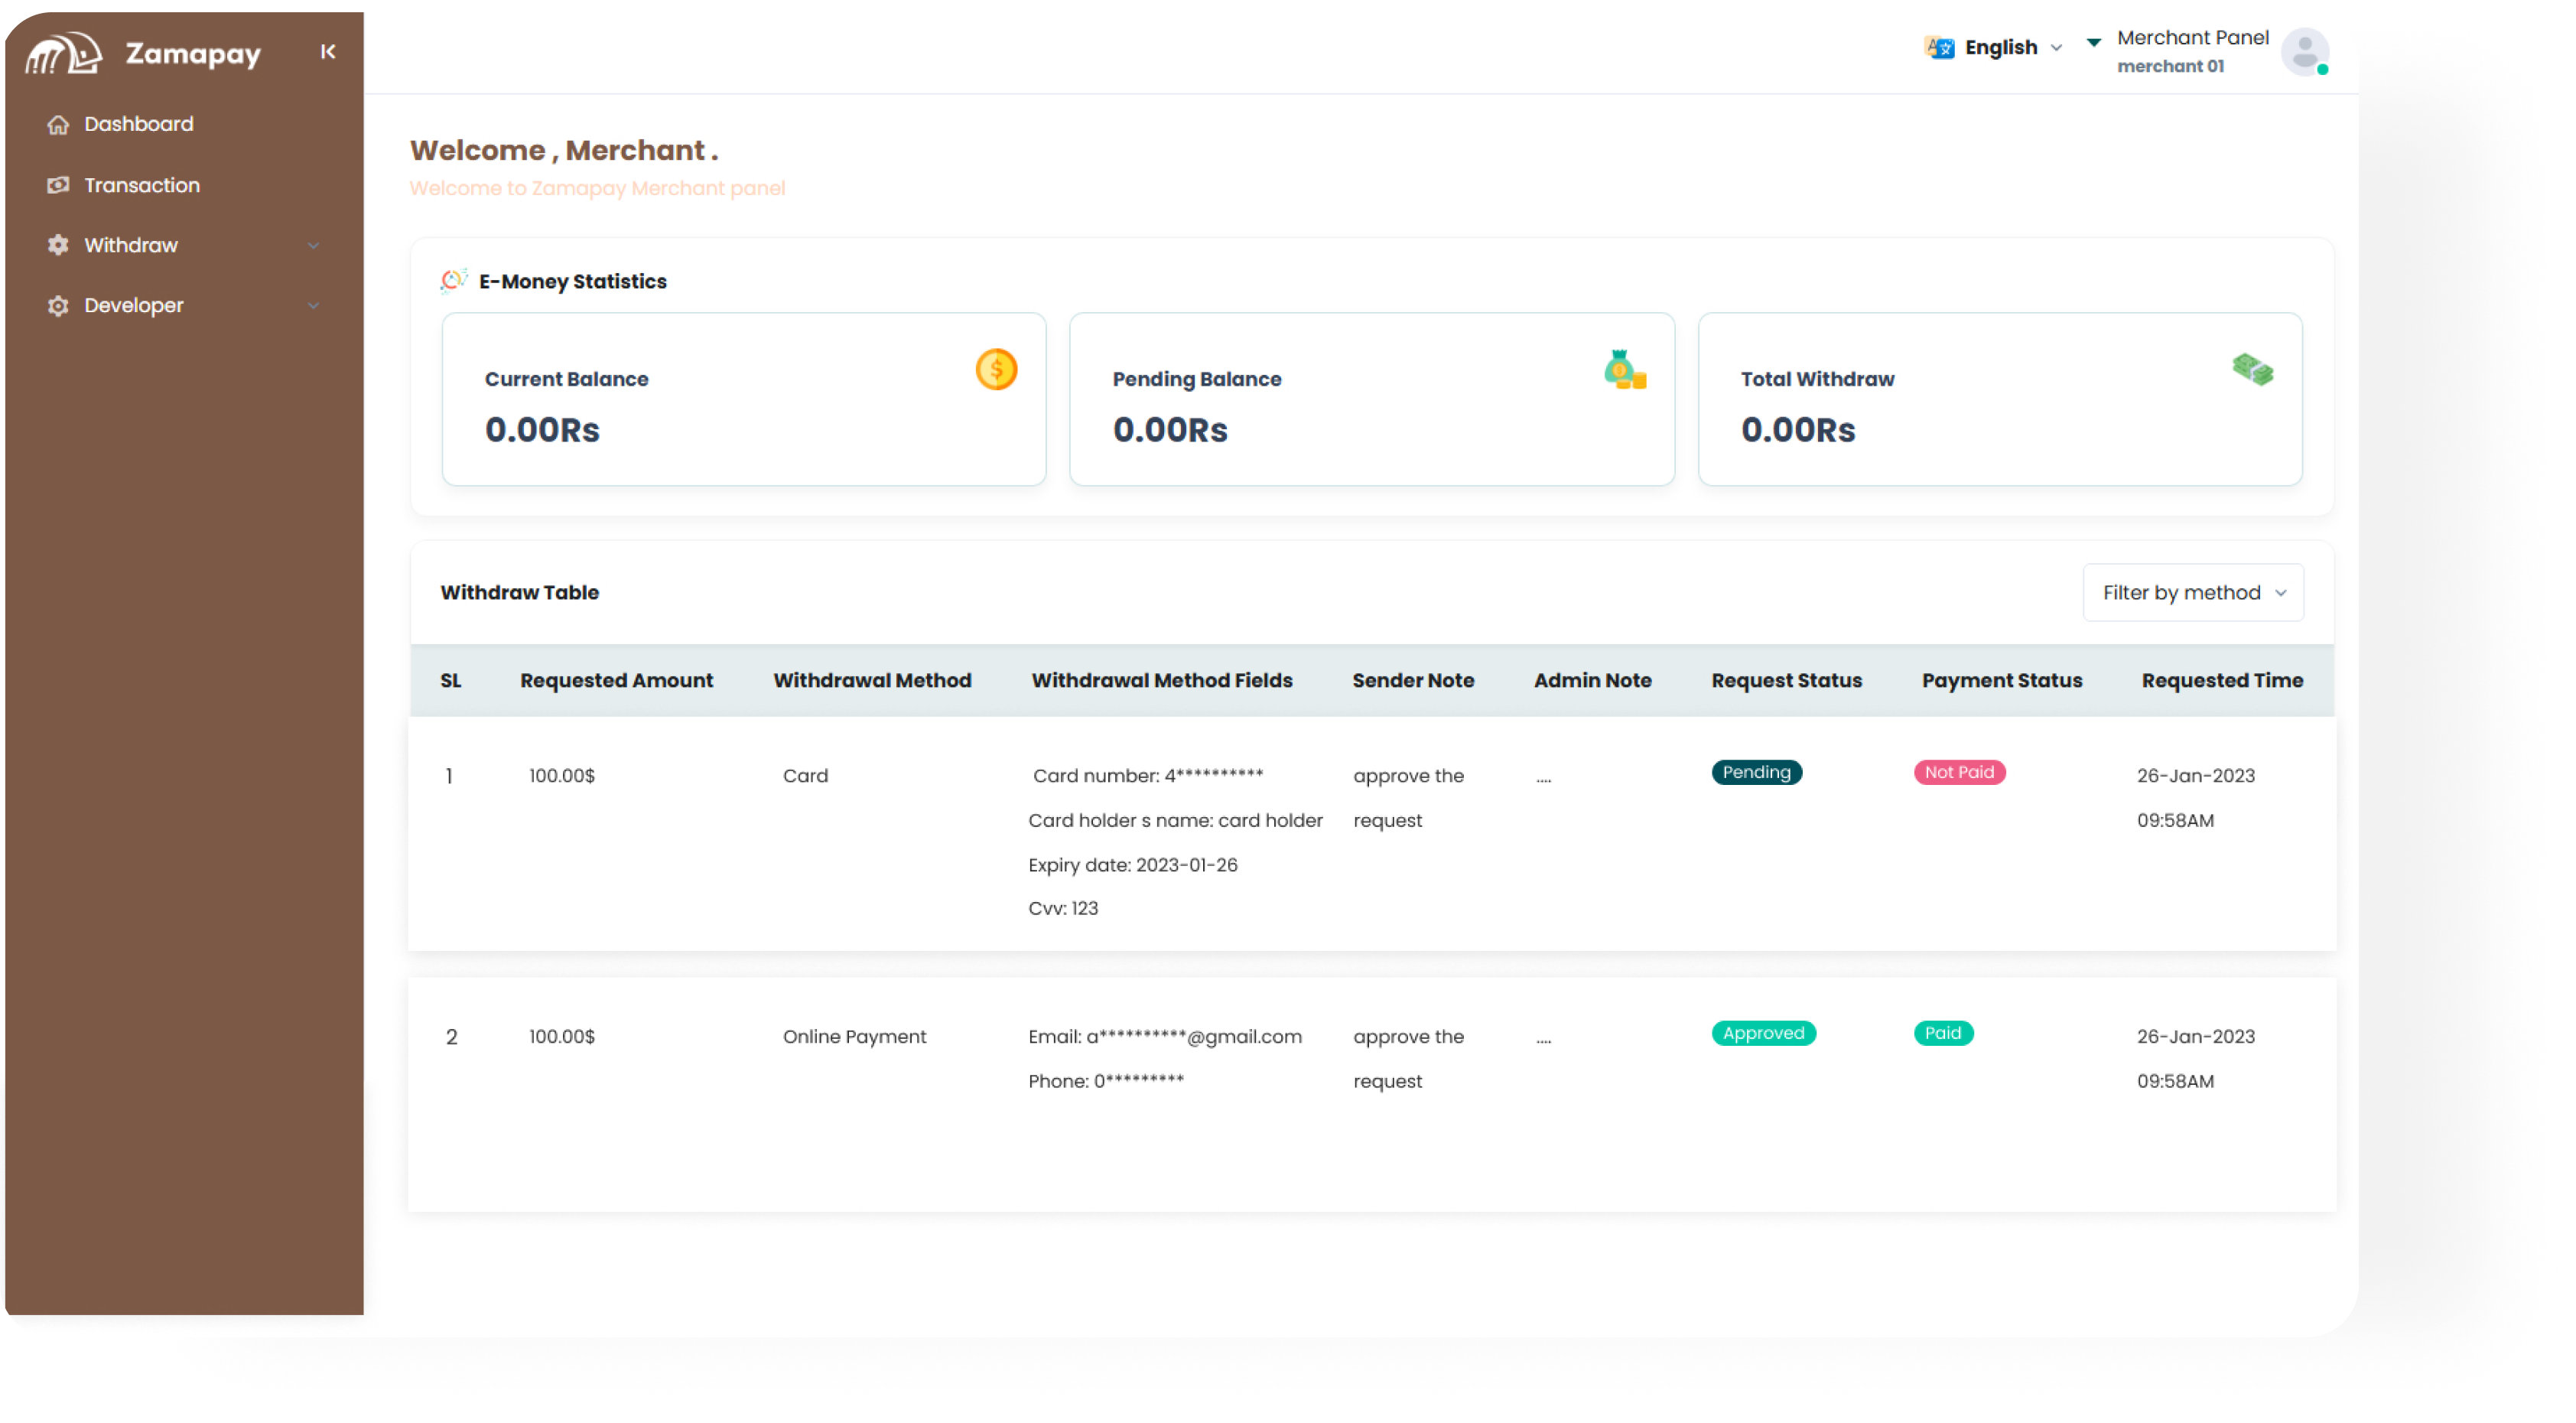 Zamapay
English
Merchant Panel
merchant 01
Dashboard
Transaction
Withdraw
Developer
Welcome , Merchant .
Welcome to Zamapay Merchant panel
E-Money Statistics
Current Balance
0.00Rs
Pending Balance
0.00Rs
Total Withdraw
0.00Rs
Withdraw Table
Filter by method
SL Requested Amount Withdrawal Method Withdrawal Method Fields Sender Note Admin Note Request Status Payment Status Requested Time
1 100.00$ Card Card number: 4********** approve the .... Pending Not Paid 26-Jan-2023
Card holder s name: card holder request 09:58AM
Expiry date: 2023-01-26
Cvv: 123
2 100.00$ Online Payment Email: a**********@gmail.com approve the .... Approved Paid 26-Jan-2023
Phone: 0********* request 09:58AM